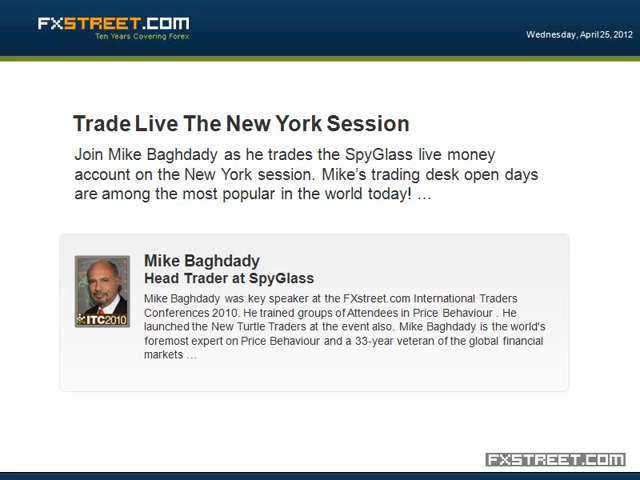 FXSTREET.COM
Ten Years Covering Forex
Wednesday, April 25, 2012
Trade Live The New York Session
Join Mike Baghdady as he trades the SpyGlass live money
account on the New York session. Mike's trading desk open days
are among the most popular in the world today! …
Mike Baghdady
Head Trader at SpyGlass
Mike Baghdady was key speaker at the FXstreet.com International Traders
Conferences 2010. He trained groups of Attendees in Price Behaviour . He
launched the New Turtle Traders at the event also. Mike Baghdady is the world's
foremost expert on Price Behaviour and a 33-year veteran of the global financial
markets …
ITC2010
FXSTREET.COM